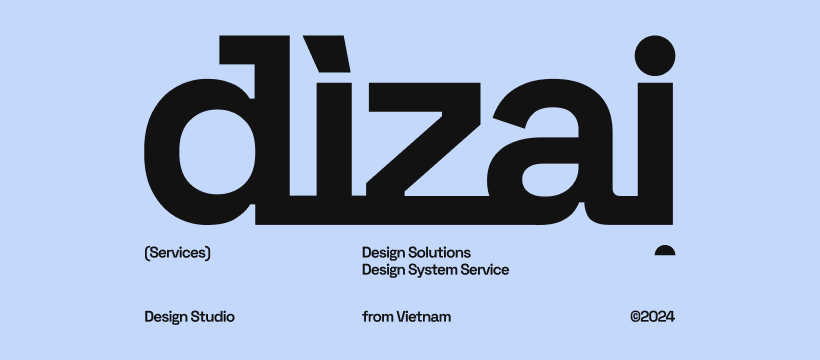 dìzai
(Services)
Design Solutions
Design System Service
Design Studio
from Vietnam
©2024